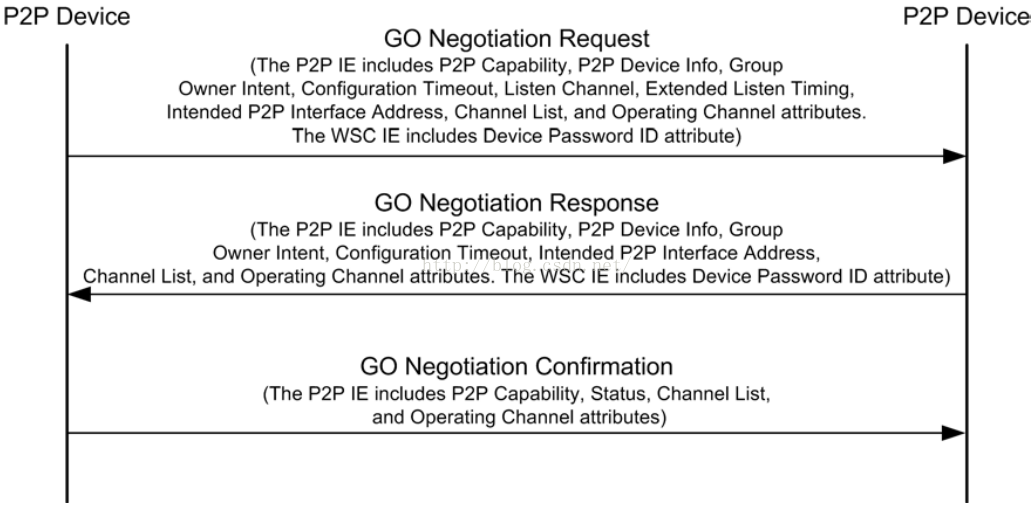 P2P Device
P2P Device
GO Negotiation Request
(The P2P IE includes P2P Capability, P2P Device Info, Group
Owner Intent, Configuration Timeout, Listen Channel, Extended Listen Timing,
Intended P2P Interface Address, Channel List, and Operating Channel attributes.
The WSC IE includes Device Password ID attribute)
GO Negotiation Response
(The P2P IE includes P2P Capability, P2P Device Info, Group
Owner Intent, Configuration Timeout, Intended P2P Interface Address,
http://blog.csdn.net/
Channel List, and Operating Channel attributes. The WSC IE includes Device Password ID attribute)
GO Negotiation Confirmation
(The P2P IE includes P2P Capability, Status, Channel List,
and Operating Channel attributes)